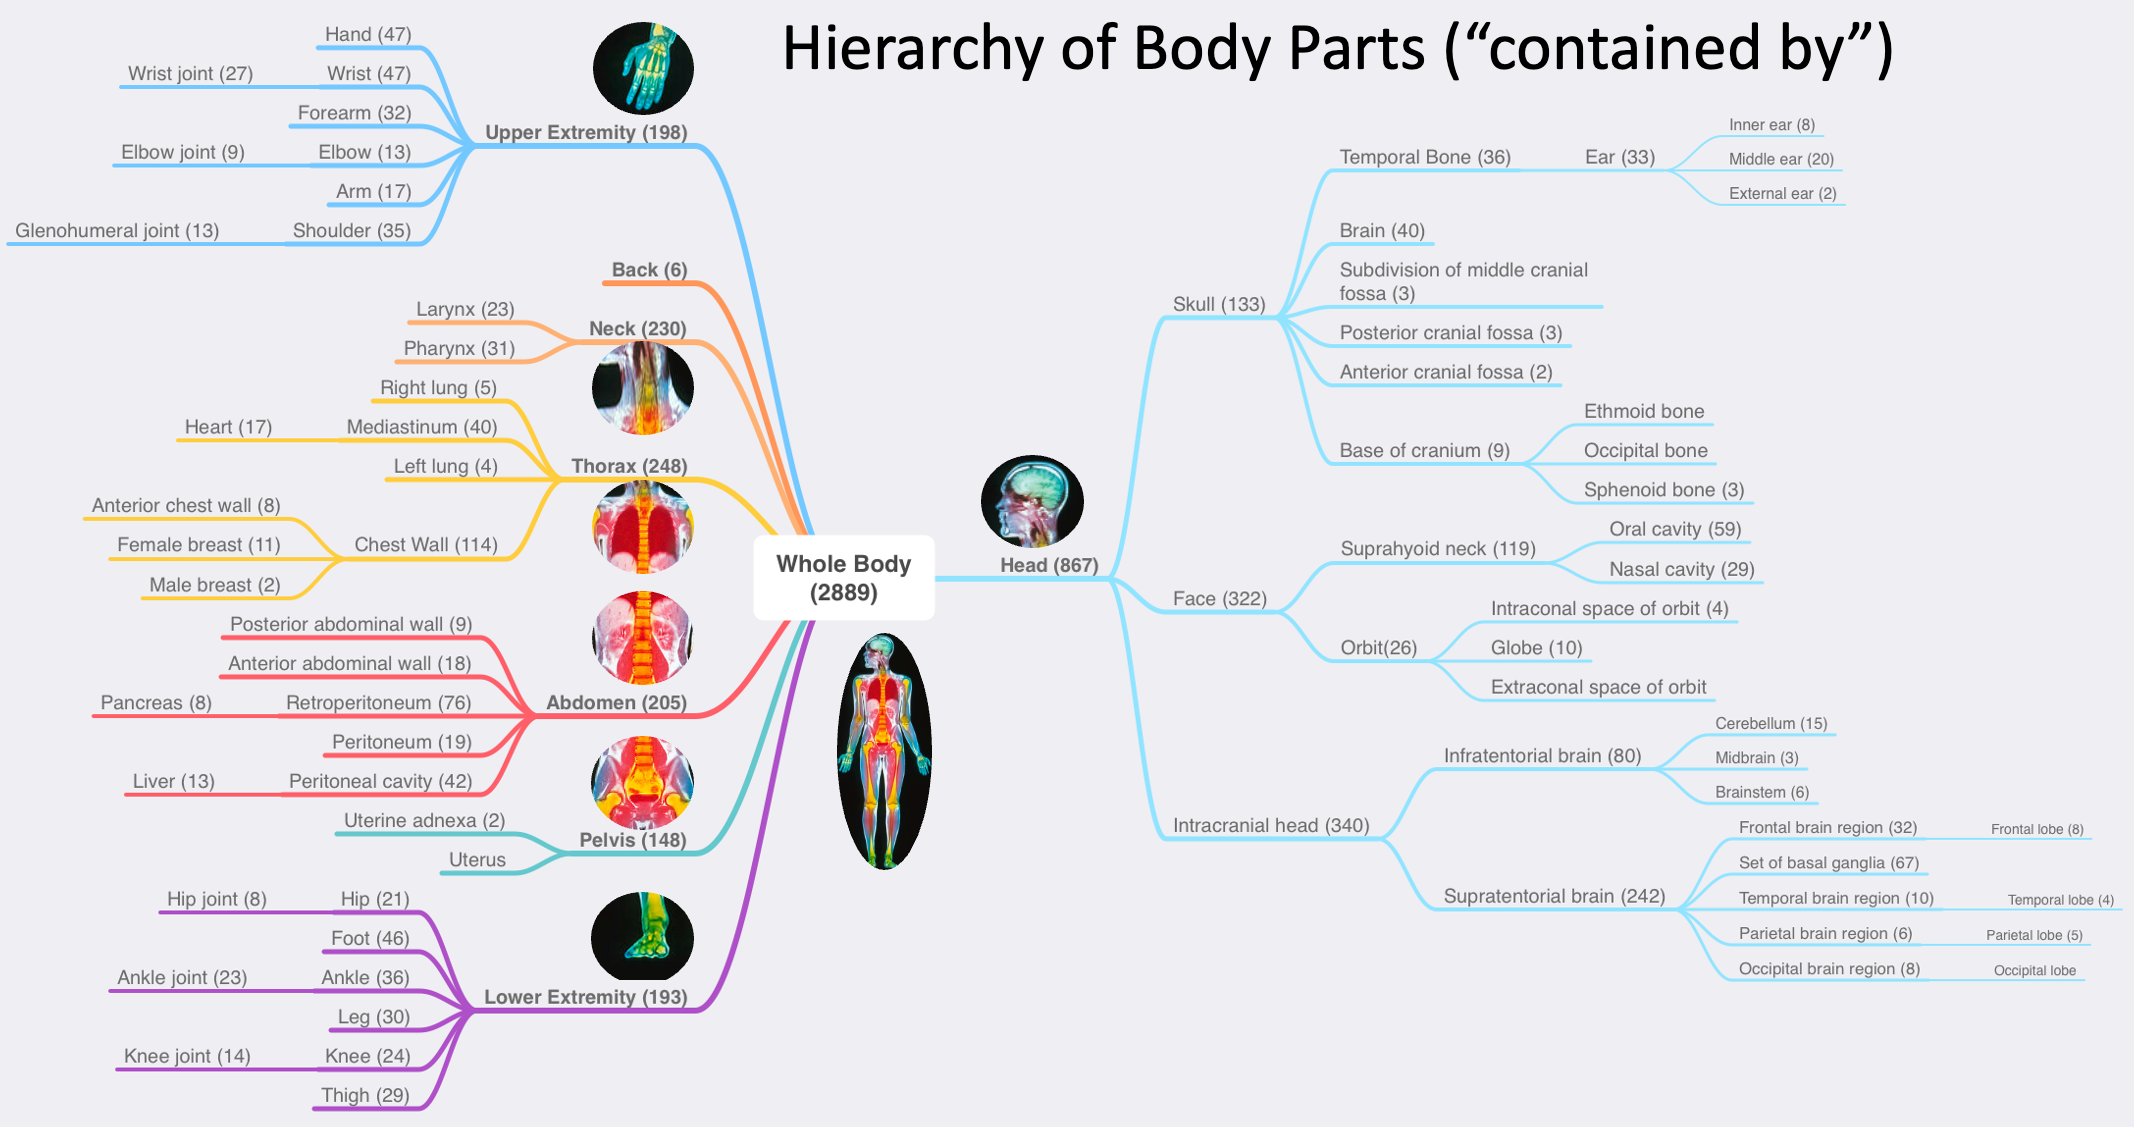 Hierarchy of Body Parts (“contained by”)
Hand (47)
Wrist joint (27)
Wrist (47)
Forearm (32)
Elbow joint (9)
Elbow (13)
Arm (17)
Glenohumeral joint (13)
Shoulder (35)
Upper Extremity (198)
Back (6)
Larynx (23)
Pharynx (31)
Neck (230)
Right lung (5)
Heart (17)
Mediastinum (40)
Left lung (4)
Thorax (248)
Anterior chest wall (8)
Female breast (11)
Male breast (2)
Chest Wall (114)
Posterior abdominal wall (9)
Anterior abdominal wall (18)
Pancreas (8)
Retroperitoneum (76)
Peritoneum (19)
Liver (13)
Peritoneal cavity (42)
Abdomen (205)
Uterine adnexa (2)
Uterus
Pelvis (148)
Hip joint (8)
Hip (21)
Foot (46)
Ankle joint (23)
Ankle (36)
Leg (30)
Knee joint (14)
Knee (24)
Thigh (29)
Lower Extremity (193)
Whole Body
(2889)
Head (867)
Skull (133)
Temporal Bone (36)
Ear (33)
Inner ear (8)
Middle ear (20)
External ear (2)
Brain (40)
Subdivision of middle cranial
fossa (3)
Posterior cranial fossa (3)
Anterior cranial fossa (2)
Base of cranium (9)
Ethmoid bone
Occipital bone
Sphenoid bone (3)
Face (322)
Suprahyoid neck (119)
Oral cavity (59)
Nasal cavity (29)
Orbit(26)
Intraconal space of orbit (4)
Globe (10)
Extraconal space of orbit
Intracranial head (340)
Infratentorial brain (80)
Cerebellum (15)
Midbrain (3)
Brainstem (6)
Supratentorial brain (242)
Frontal brain region (32)
Frontal lobe (8)
Set of basal ganglia (67)
Temporal brain region (10)
Temporal lobe (4)
Parietal brain region (6)
Parietal lobe (5)
Occipital brain region (8)
Occipital lobe